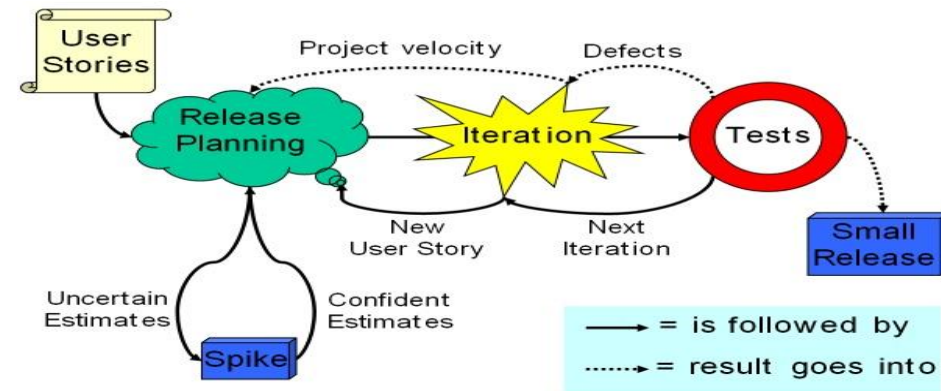 User
Stories
Project velocity
Defects
Release
Planning
Iteration
Tests
New
User Story
Next
Iteration
Small
Release
Uncertain
Estimates
Confident
Estimates
Spike
= is followed by
= result goes into